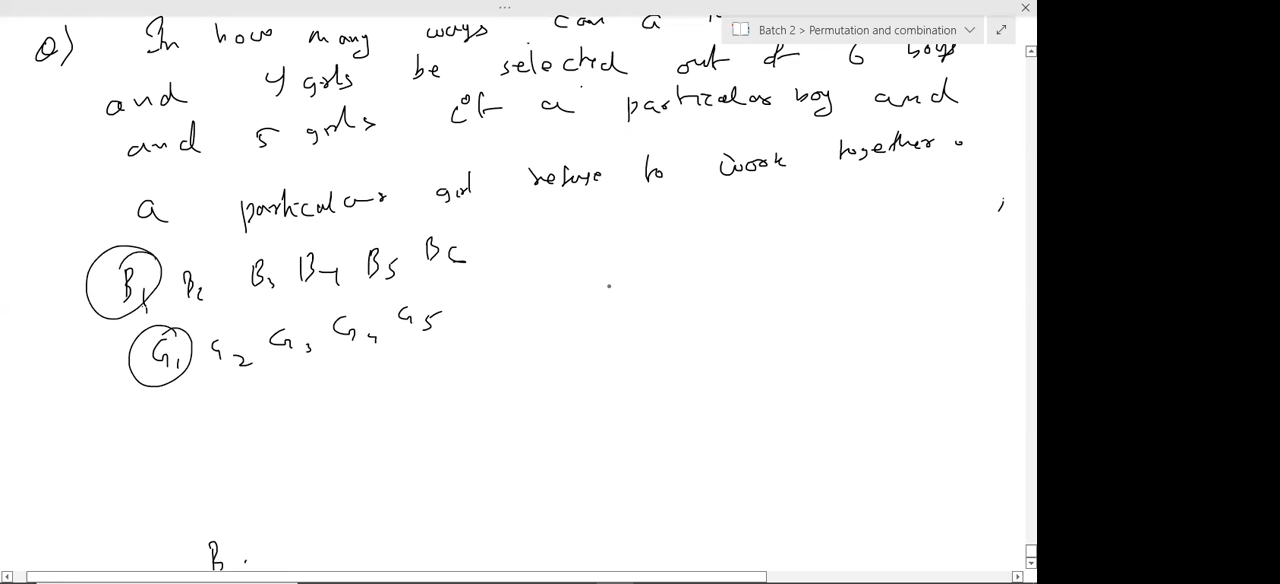 Batch 2 > Permutation and combination
Q) In how many ways can a
and 4 girls be selected out of 6 boys
and 5 girls if a particular boy and
a particular girl refuse to work together.
B1 B2 B3 B4 B5 B6
G1 G2 G3 G4 G5
B